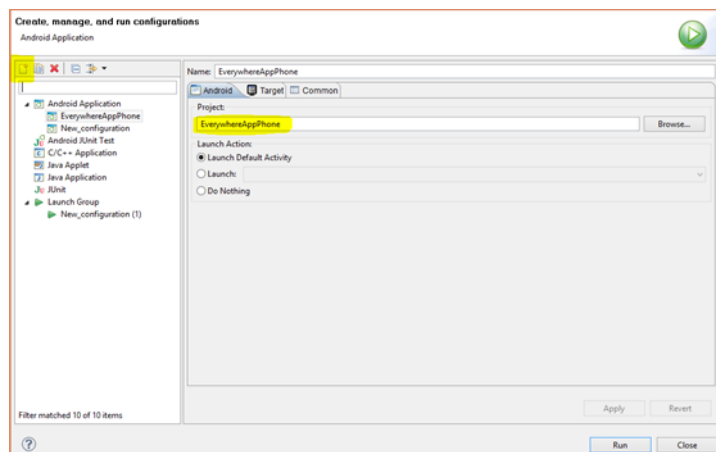 Create, manage, and run configurations
Android Application
Name: EverywhereAppPhone
Android Target Common
Project:
EverywhereAppPhone Browse...
Launch Action:
Launch Default Activity
Launch:
Do Nothing
Android Application
EverywhereAppPhone
New_configuration
Android JUnit Test
C/C++ Application
Java Applet
Java Application
JUnit
Launch Group
New_configuration (1)
Filter matched 10 of 10 items
Apply Revert
Run Close